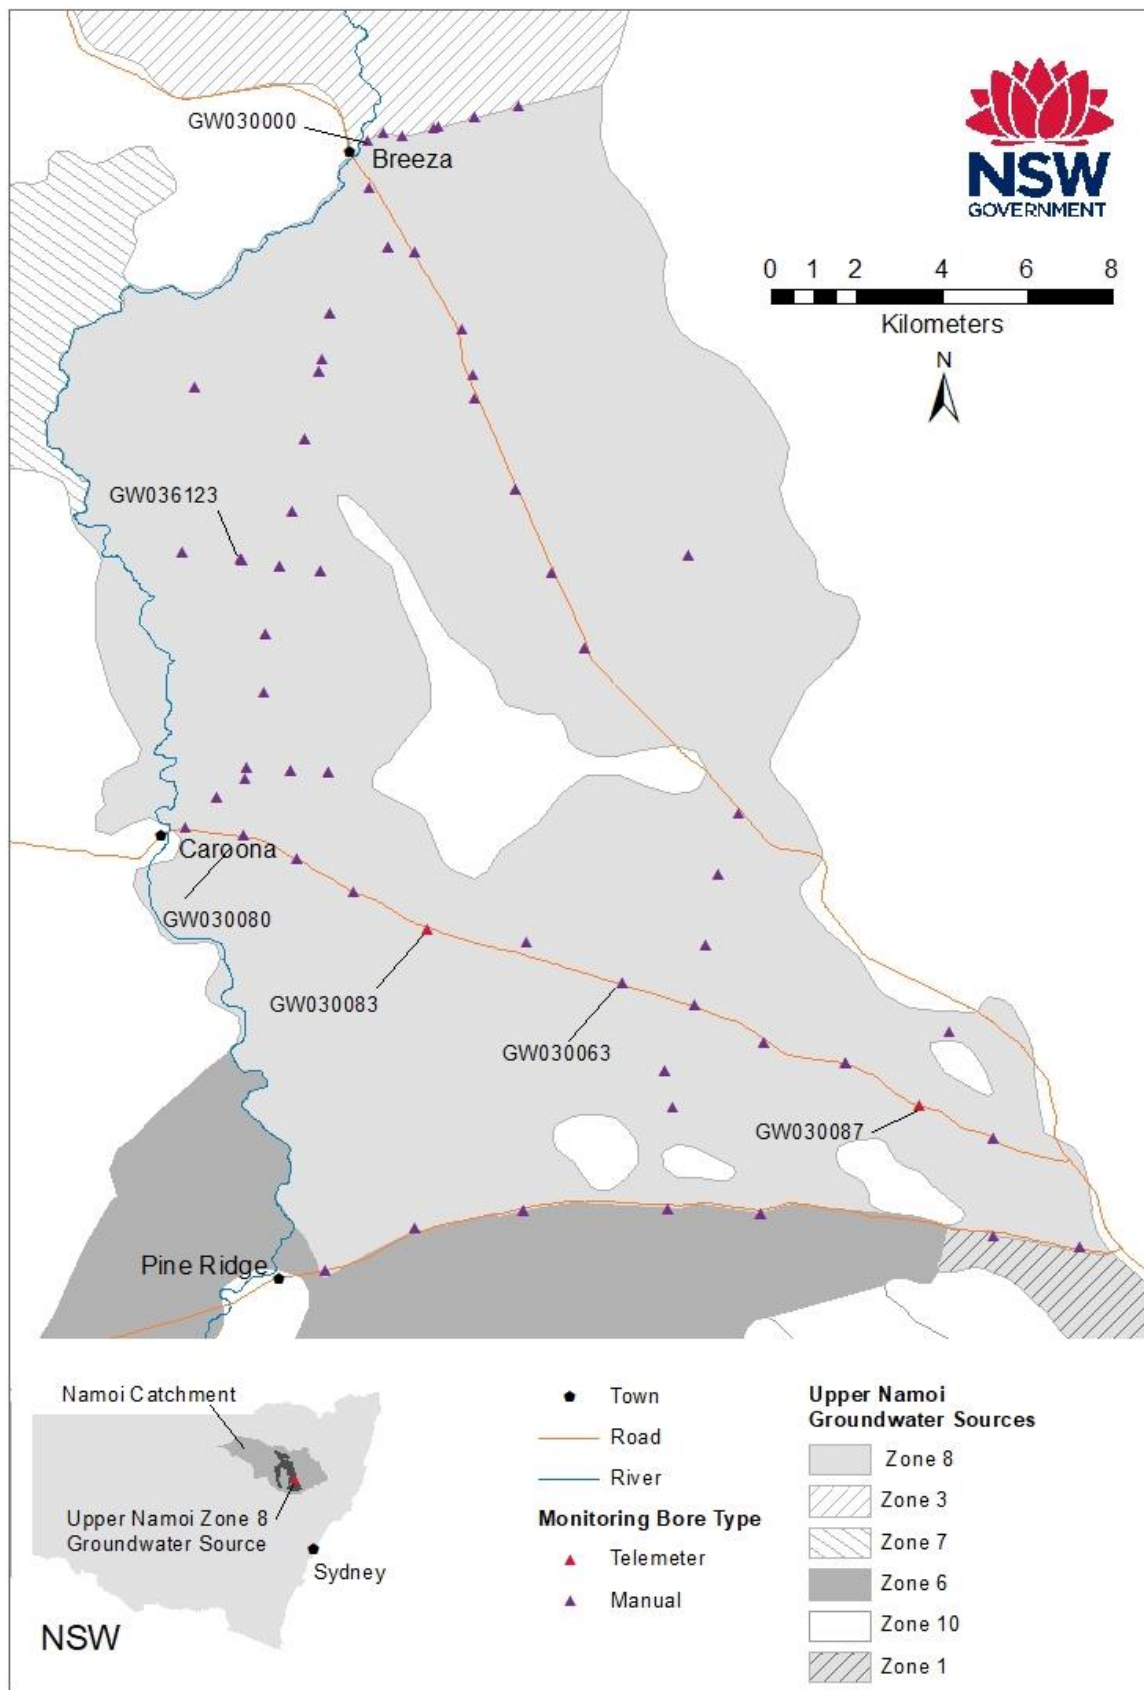 GW030000
Breeza
NSW
GOVERNMENT
0 1 2 4 6 8
Kilometers
N
GW036123
Caroona
GW030080
GW030083
GW030063
GW030087
Pine Ridge
Namoi Catchment
Upper Namoi Zone 8
Groundwater Source
Sydney
NSW
Town
Road
River
Monitoring Bore Type
Telemeter
Manual
Upper Namoi
Groundwater Sources
Zone 8
Zone 3
Zone 7
Zone 6
Zone 10
Zone 1